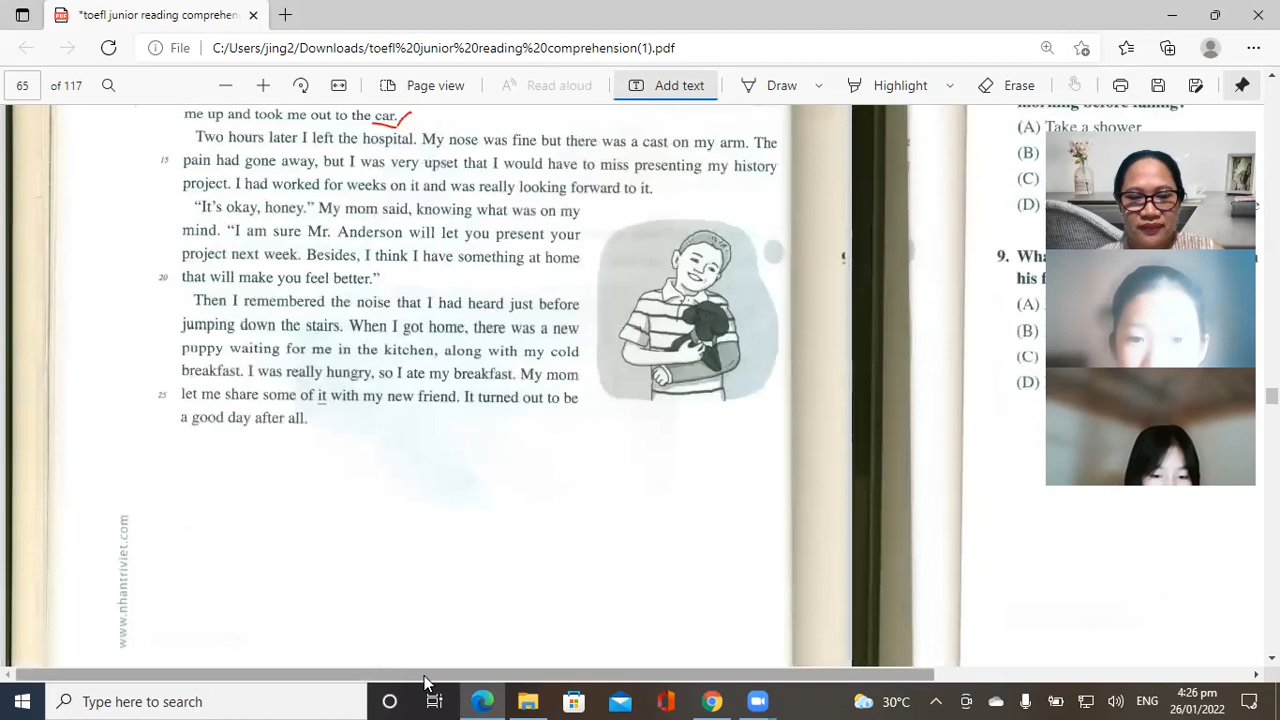 *toefl junior reading comprehen
File
C:/Users/jing2/Downloads/toefl%20junior%20reading%20comprehension(1).pdf
65 of 117
Page view
Read aloud
Add text
Draw
Highlight
Erase
me up and took me out to the car.
Two hours later I left the hospital. My nose was fine but there was a cast on my arm. The
15 pain had gone away, but I was very upset that I would have to miss presenting my history
project. I had worked for weeks on it and was really looking forward to it.
"It's okay, honey." My mom said, knowing what was on my
mind. "I am sure Mr. Anderson will let you present your
project next week. Besides, I think I have something at home
20 that will make you feel better."
Then I remembered the noise that I had heard just before
jumping down the stairs. When I got home, there was a new
puppy waiting for me in the kitchen, along with my cold
breakfast. I was really hungry, so I ate my breakfast. My mom
25 let me share some of it with my new friend. It turned out to be
a good day after all.
www.nhantriviet.com
morning before falling?
(A) Take a shower
(B)
(C)
(D)
9. Wha
his f
(A)
(B)
(C)
(D)
Type here to search
30°C
ENG
4:26 pm
26/01/2022